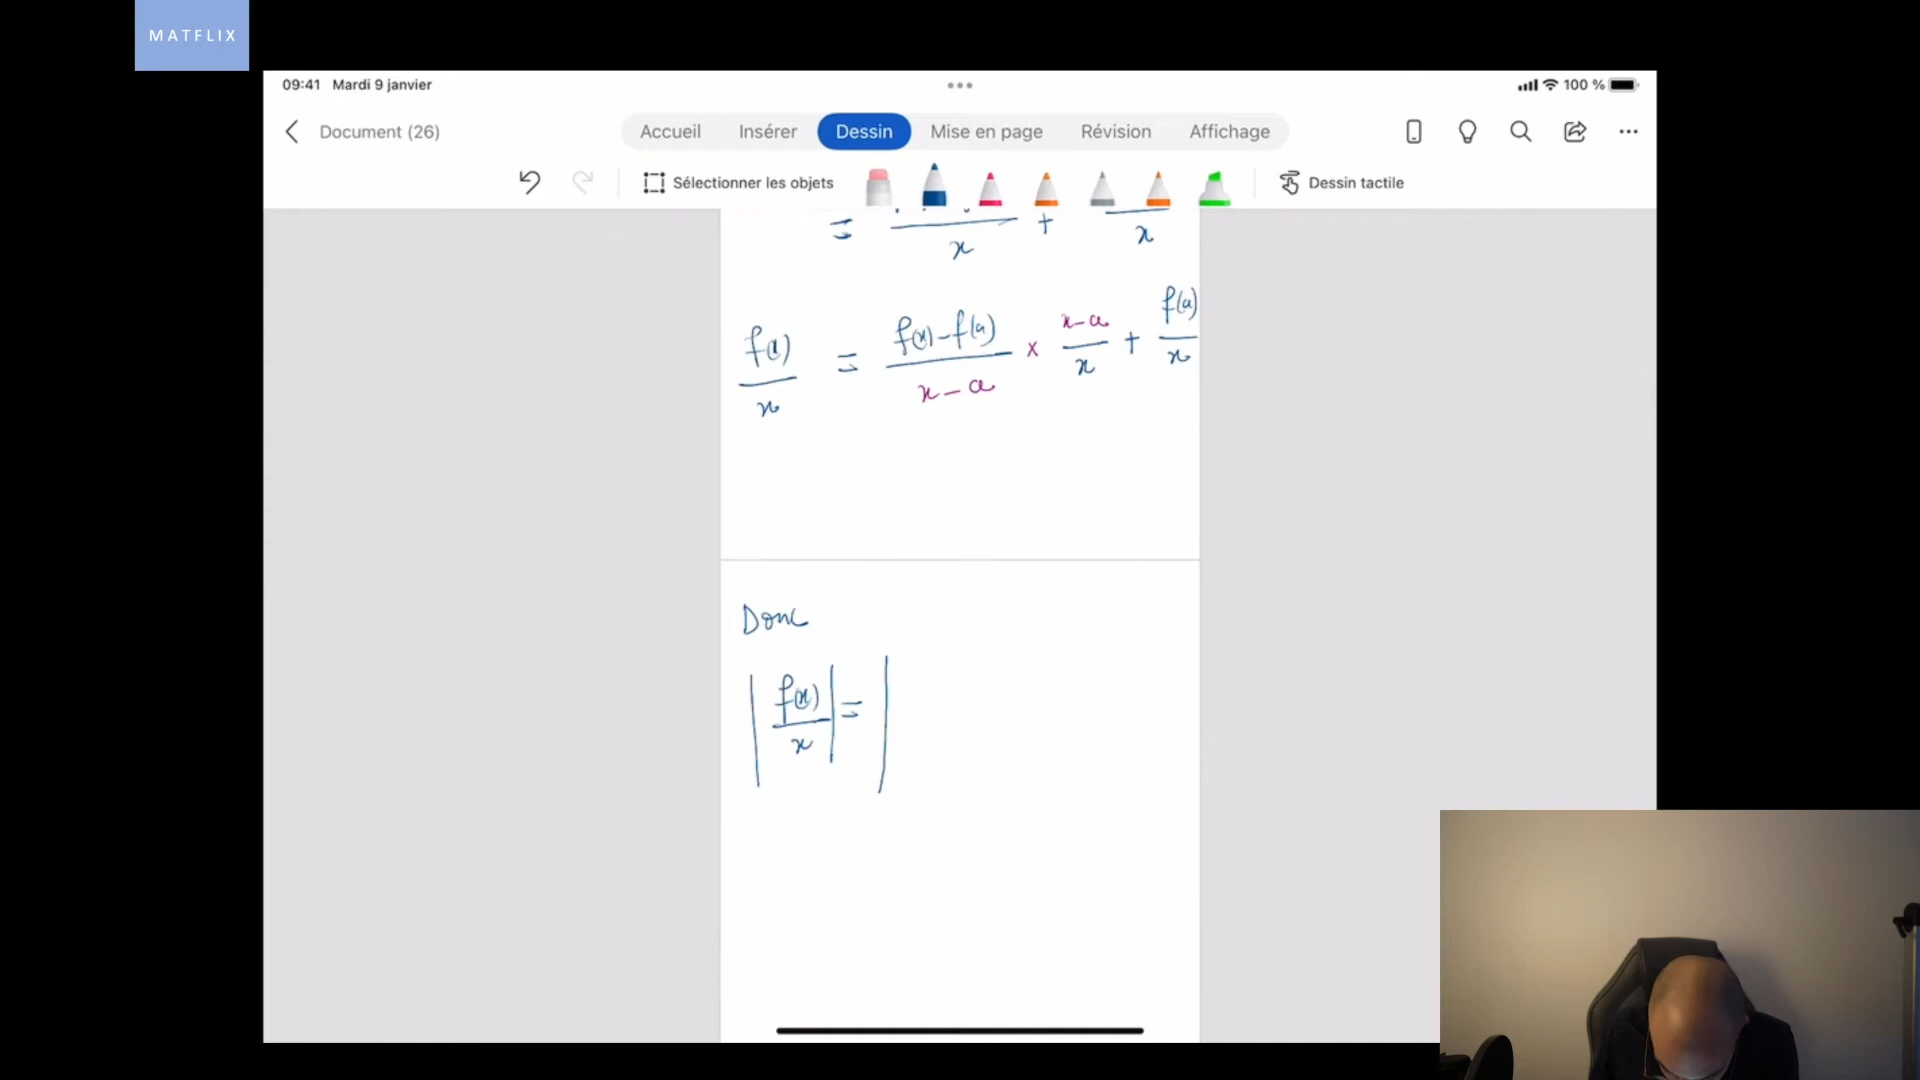 MATFLIX
09:41 Mardi 9 janvier
100 %
Document (26)
Accueil Insérer Dessin Mise en page Révision Affichage
Sélectionner les objets
Dessin tactile
= /x + /x
f(x)/x = (f(x)-f(a))/(x-a) × (x-a)/x + f(a)/x
Donc
|f(x)/x| = |